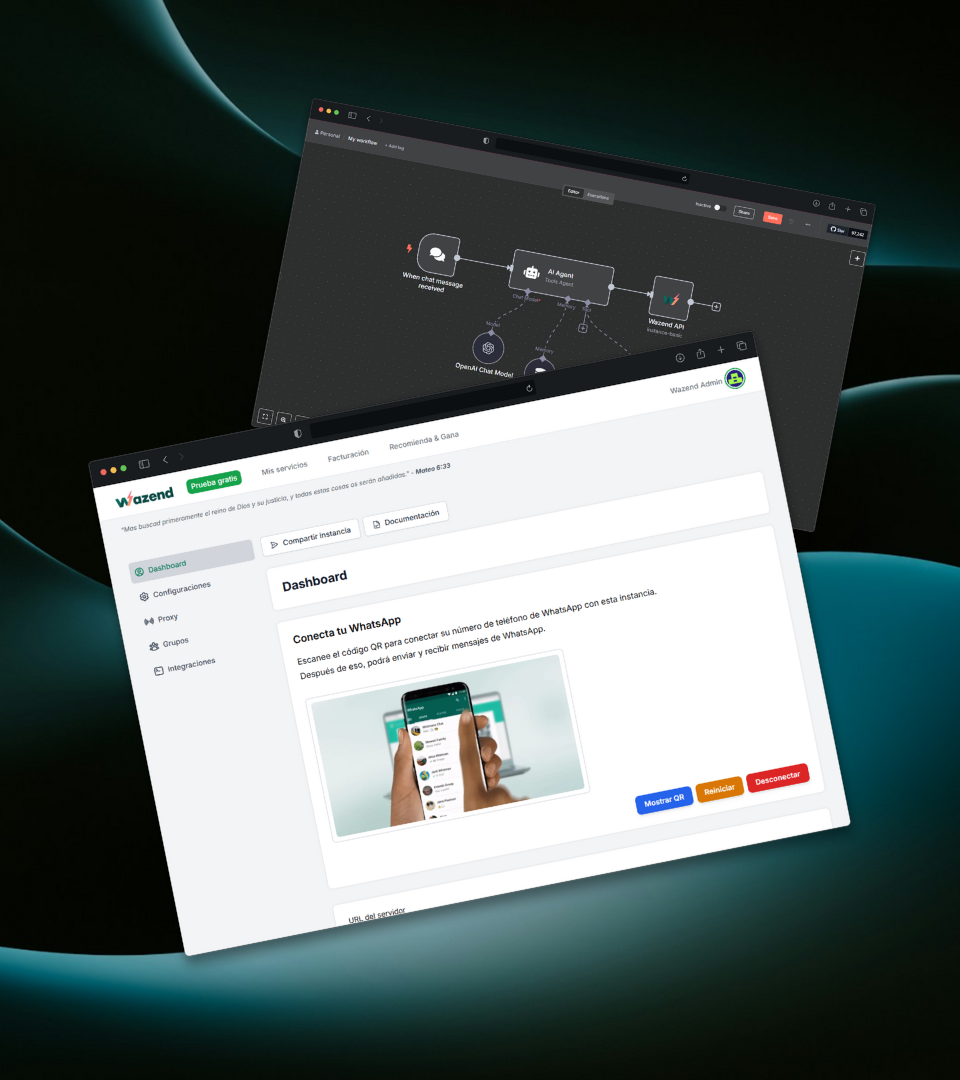 Personal
My workflow
+ Add tag
Editor
Executions
Inactive
Share
Save
Star
97,242
When chat message
received
AI Agent
Tools Agent
Chat Model*
Memory
Tool
Wazend API
instance-basic
Model
Memory
OpenAI Chat Model
Wazend
Prueba gratis
Mis servicios
Facturación
Recomienda & Gana
Wazend Admin
"Mas buscad primeramente el reino de Dios y su justicia, y todas estas cosas os serán añadidas." - Mateo 6:33
Dashboard
Configuraciones
Proxy
Grupos
Integraciones
Compartir instancia
Documentación
Dashboard
Conecta tu WhatsApp
Escanee el código QR para conectar su número de teléfono de WhatsApp con esta instancia.
Después de eso, podrá enviar y recibir mensajes de WhatsApp.
WhatsApp
Mostrar QR
Reiniciar
Desconectar
URL del servidor